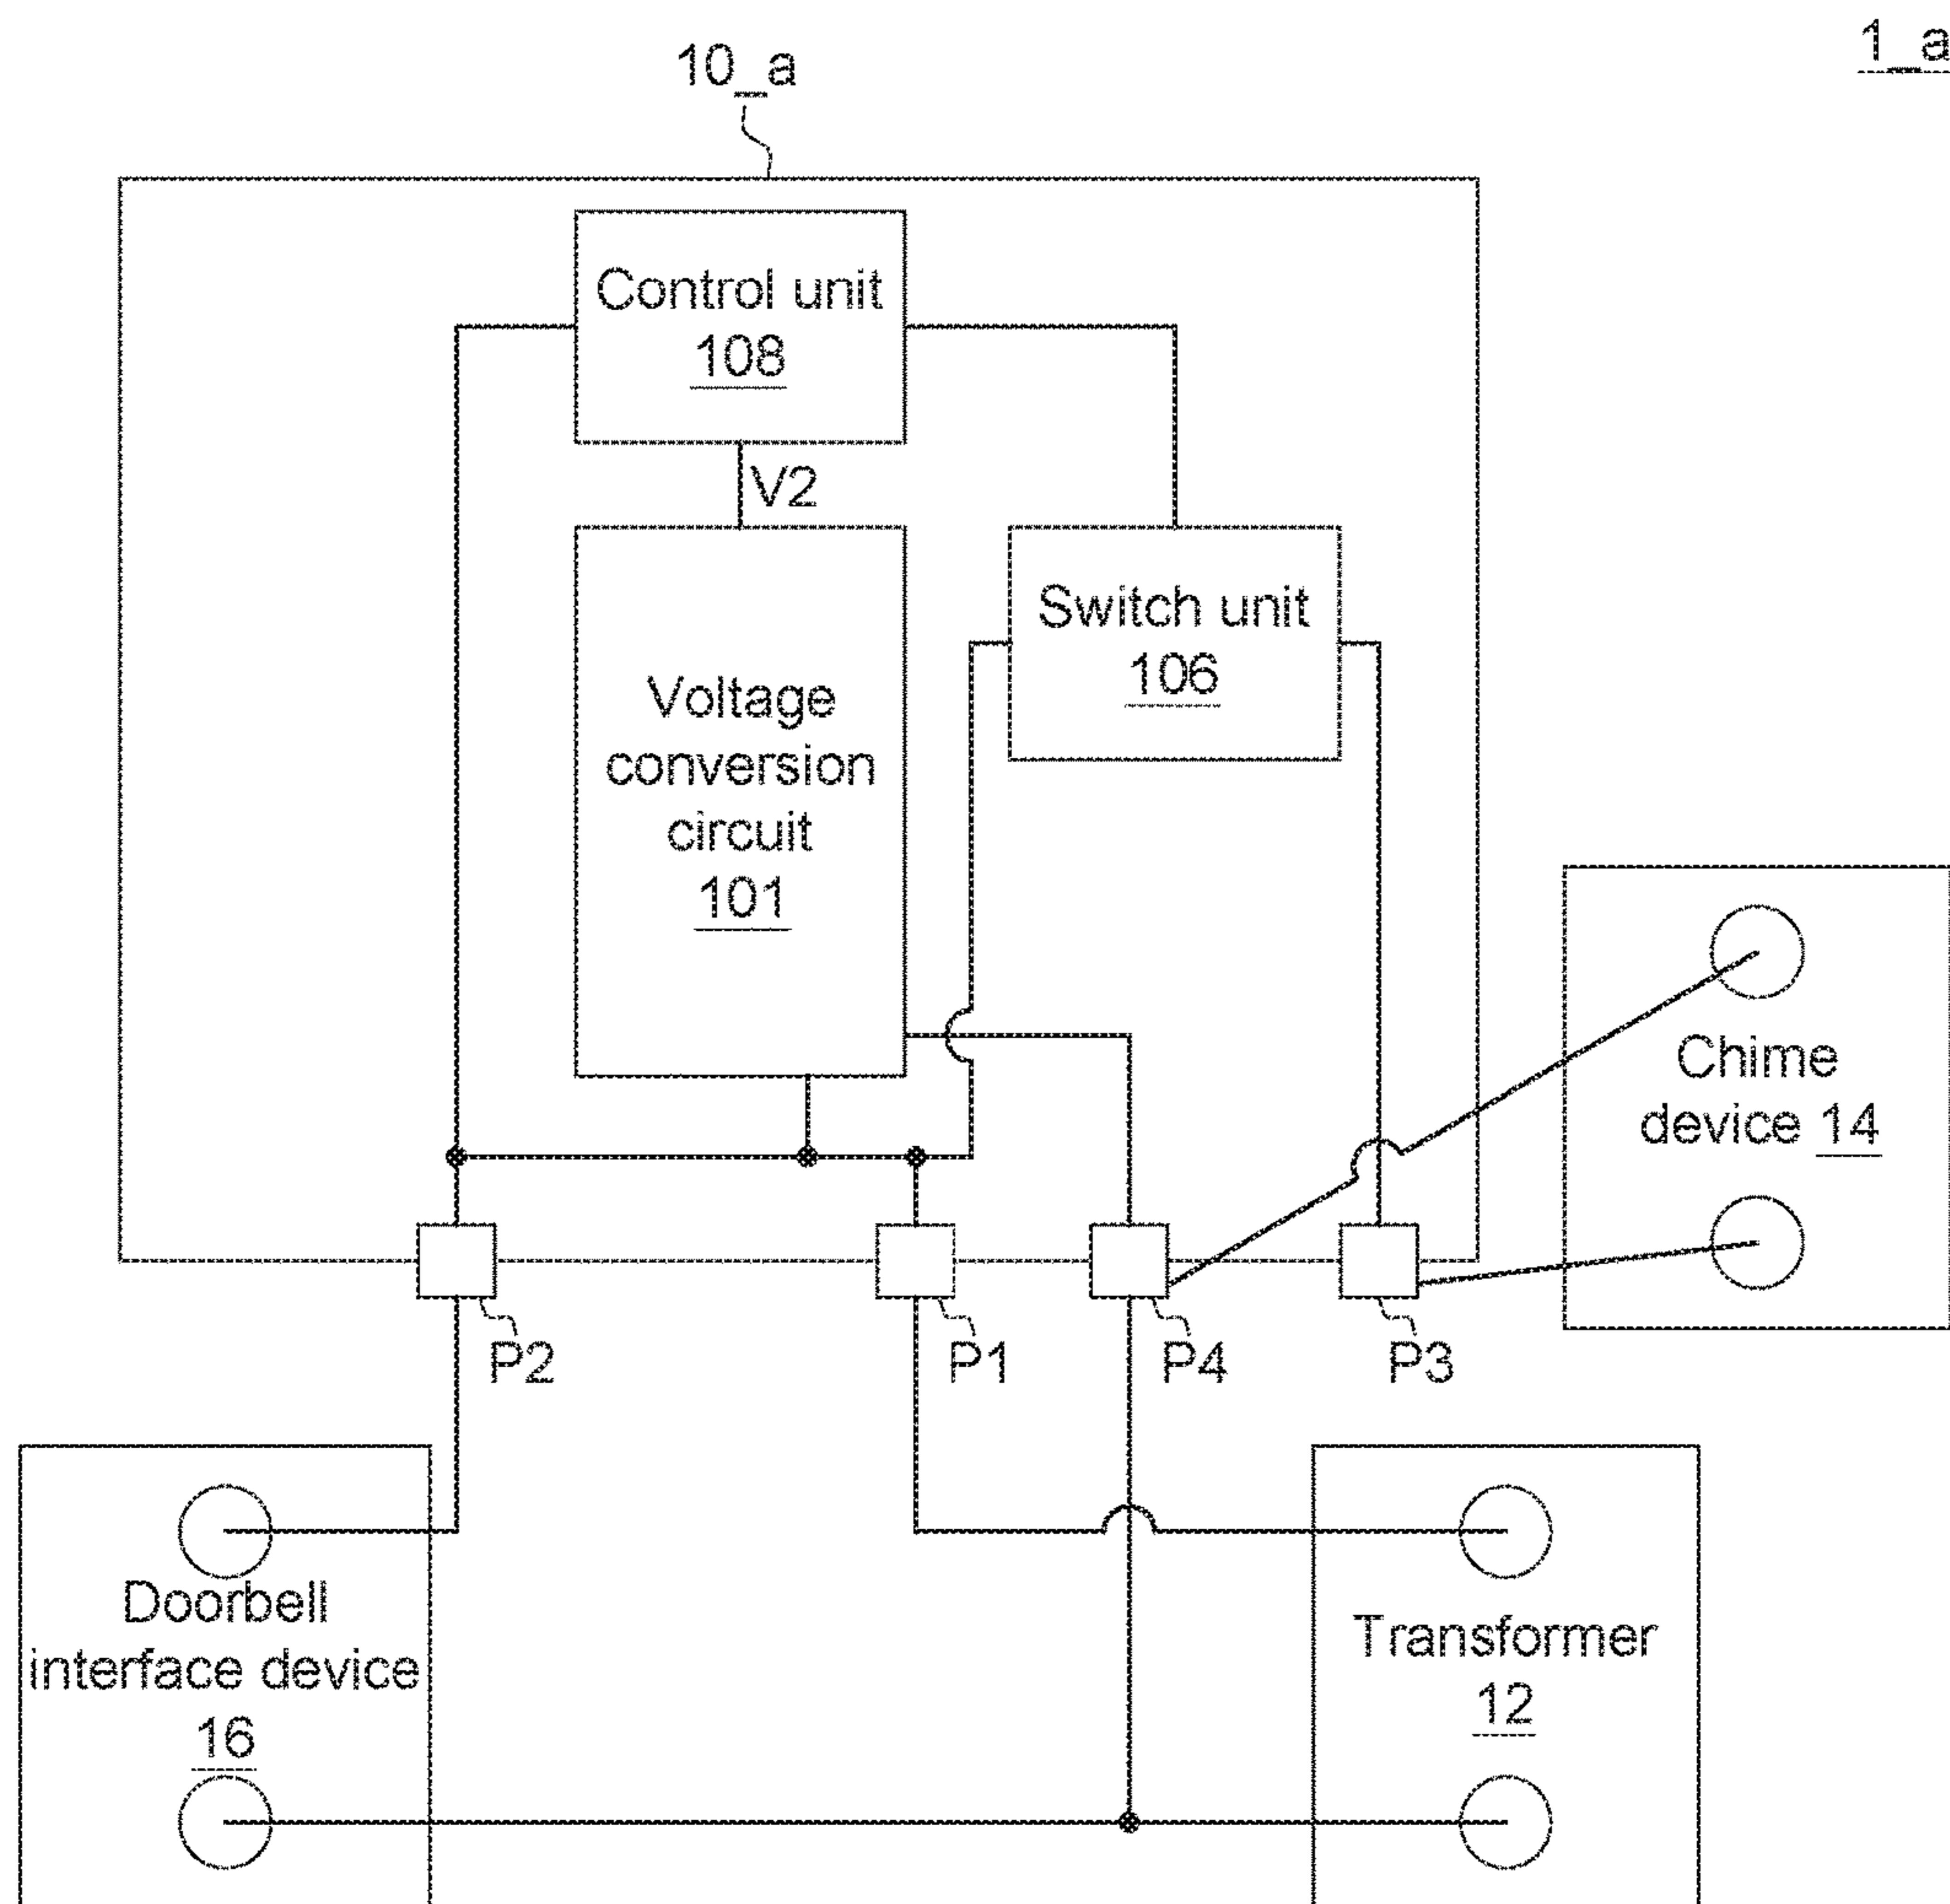 10_a
1_a
Control unit
108
V2
Switch unit
106
Voltage
conversion
circuit
101
Chime
device 14
P2
P1
P4
P3
Doorbell
interface device
16
Transformer
12